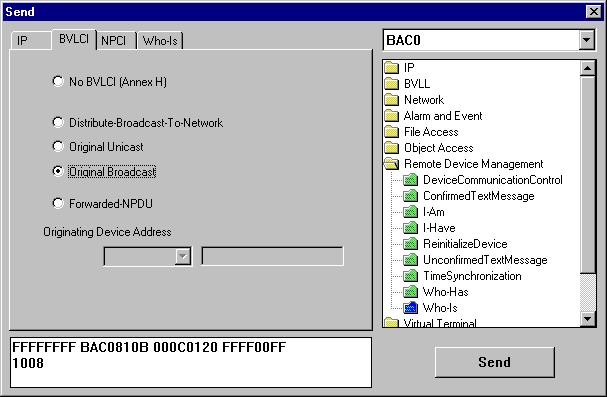 Send
IP BVLCI NPCI Who-Is
No BVLCI (Annex H)
Distribute-Broadcast-To-Network
Original Unicast
Original Broadcast
Forwarded-NPDU
Originating Device Address
FFFFFFFF BAC0810B 000C0120 FFFF00FF
1008
BAC0
IP
BVLL
Network
Alarm and Event
File Access
Object Access
Remote Device Management
DeviceCommunicationControl
ConfirmedTextMessage
I-Am
I-Have
ReinitializeDevice
UnconfirmedTextMessage
TimeSynchronization
Who-Has
Who-Is
Virtual Terminal
Send